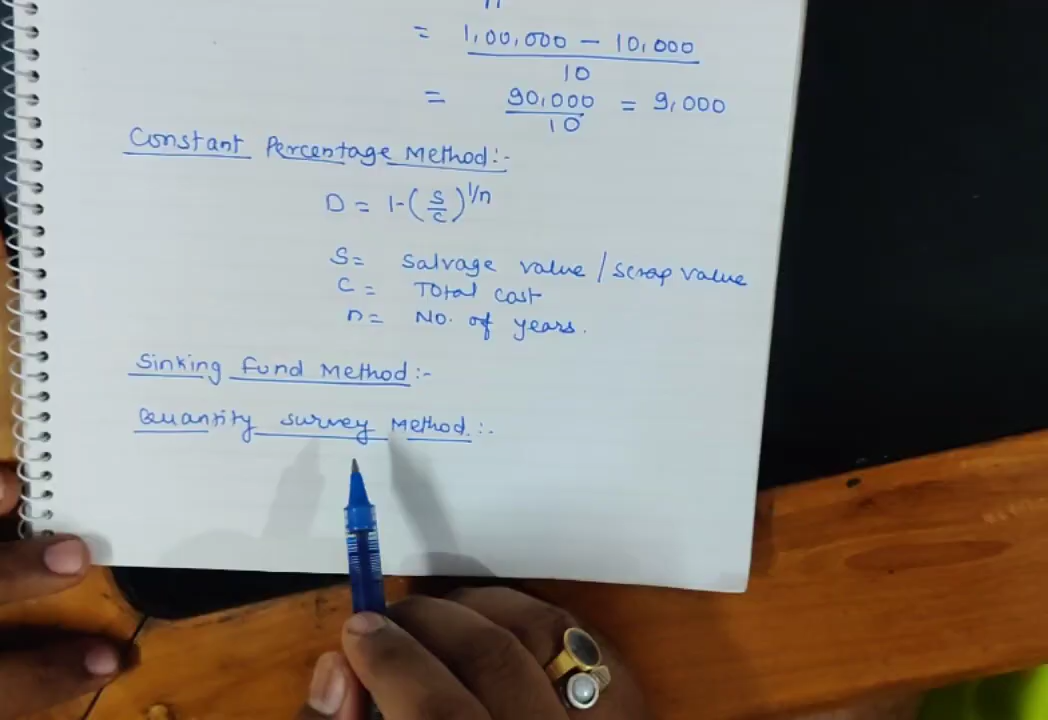 n
= 1,00,000 - 10,000
10
= 90,000 = 9,000
10
Constant Percentage Method:-
D = 1-(S/C)^1/n
S= Salvage value / Scrap value
C = Total cost
n = No. of years.
Sinking fund Method:-
Quantity survey Method:-